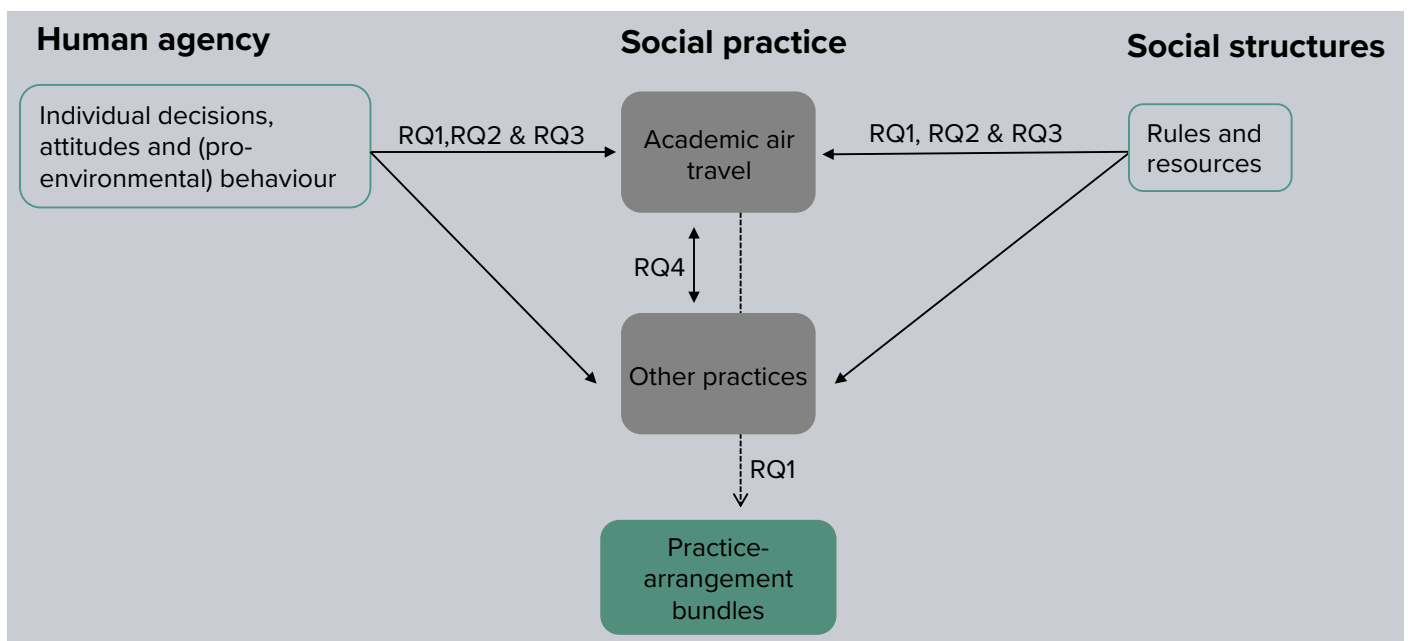 Human agency
Social practice
Social structures
Individual decisions,
attitudes and (pro-
environmental) behaviour
RQ1,RQ2 & RQ3
Academic air
travel
RQ1, RQ2 & RQ3
Rules and
resources
RQ4
Other practices
RQ1
Practice-
arrangement
bundles